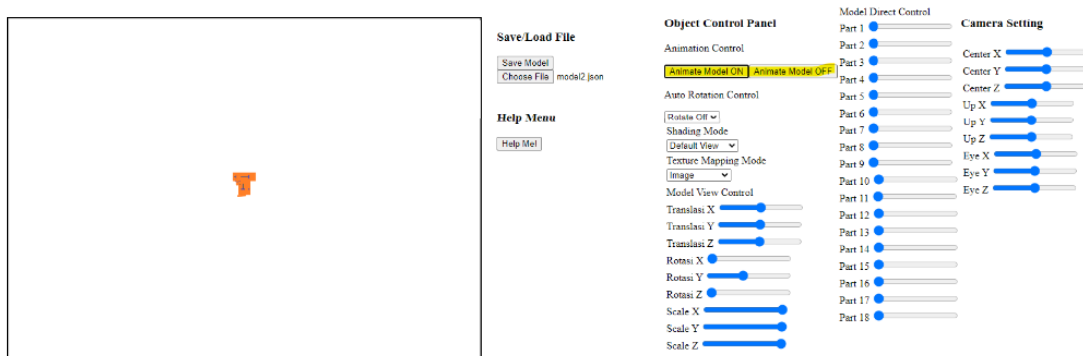 Save/Load File
Save Model
Choose File model2.json
Help Menu
Help Me!
Object Control Panel
Animation Control
Animate Model ON Animate Model OFF
Auto Rotation Control
Rotate Off
Shading Mode
Default View
Texture Mapping Mode
Image
Model View Control
Translasi X
Translasi Y
Translasi Z
Rotasi X
Rotasi Y
Rotasi Z
Scale X
Scale Y
Scale Z
Model Direct Control
Part 1
Part 2
Part 3
Part 4
Part 5
Part 6
Part 7
Part 8
Part 9
Part 10
Part 11
Part 12
Part 13
Part 14
Part 15
Part 16
Part 17
Part 18
Camera Setting
Center X
Center Y
Center Z
Up X
Up Y
Up Z
Eye X
Eye Y
Eye Z